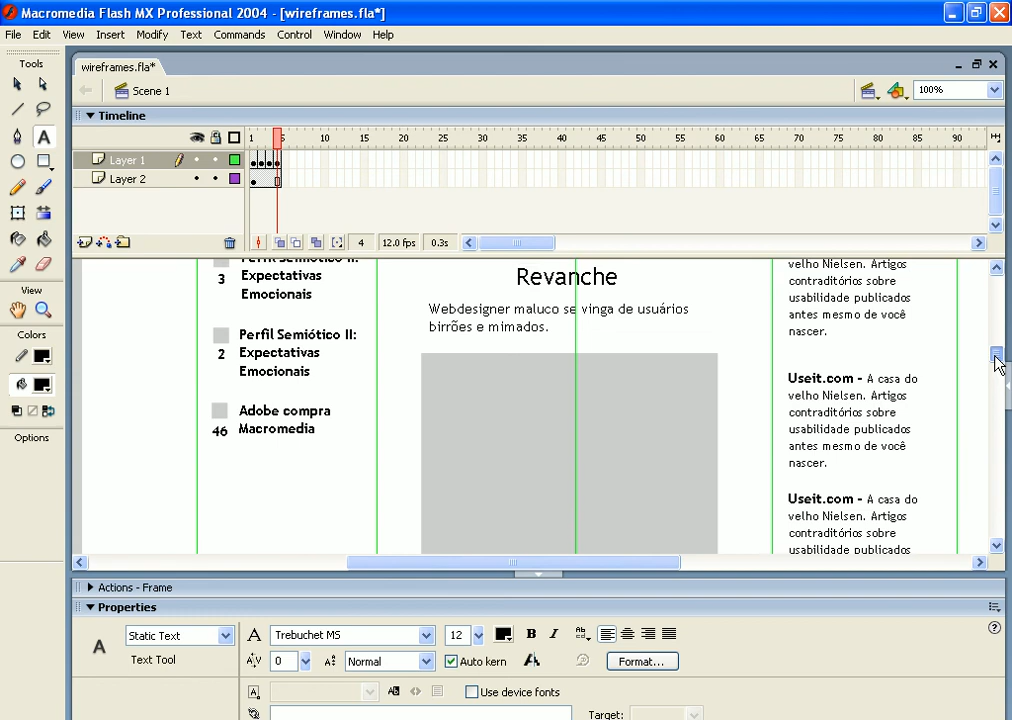 Macromedia Flash MX Professional 2004 - [wireframes.fla*]
File Edit View Insert Modify Text Commands Control Window Help
Tools
wireframes.fla*
Scene 1
100%
Timeline
1 5 10 15 20 25 30 35 40 45 50 55 60 65 70 75 80 85 90
Layer 1
Layer 2
4 12.0 fps 0.3s
View
Colors
Options
Perfil Semiótico II:
3 Expectativas
Emocionais
Perfil Semiótico II:
2 Expectativas
Emocionais
Adobe compra
46 Macromedia
Revanche
Webdesigner maluco se vinga de usuários
birrões e mimados.
velho Nielsen. Artigos
contraditórios sobre
usabilidade publicados
antes mesmo de você
nascer.
Useit.com - A casa do
velho Nielsen. Artigos
contraditórios sobre
usabilidade publicados
antes mesmo de você
nascer.
Useit.com - A casa do
velho Nielsen. Artigos
contraditórios sobre
usabilidade publicados
Actions - Frame
Properties
A Static Text
Text Tool
A Trebuchet MS 12 B I
A/V 0 Normal Auto kern Format...
Use device fonts
Target: